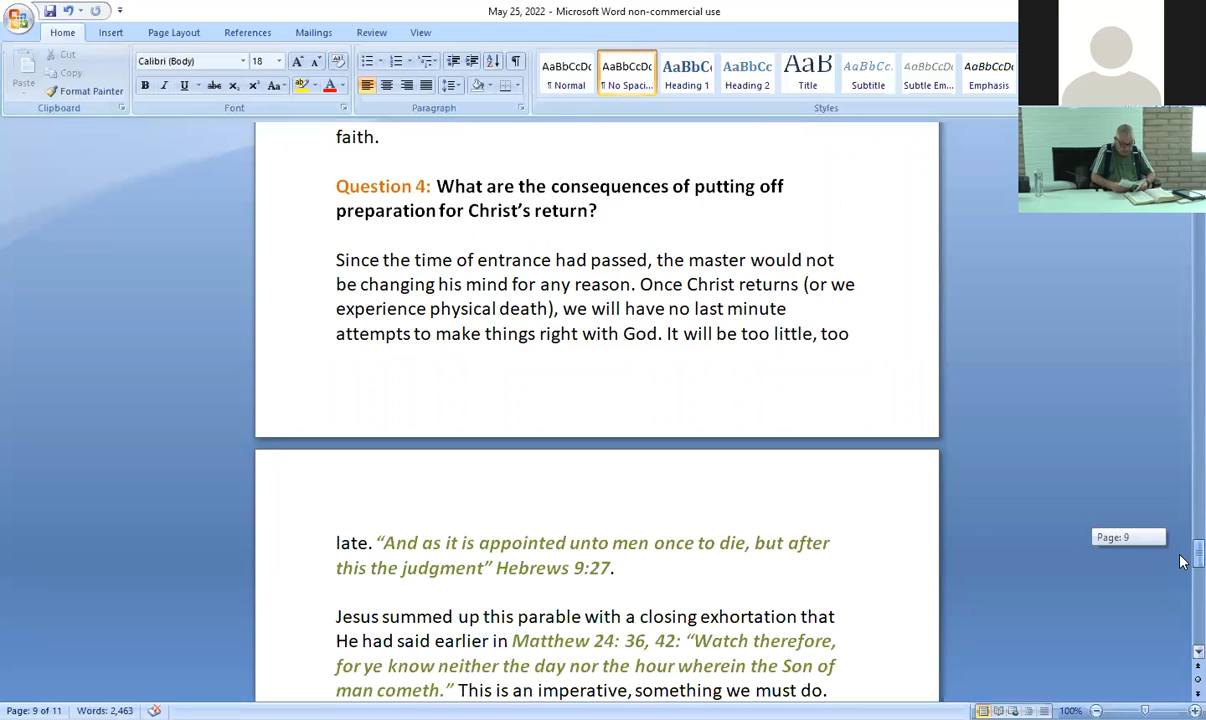 May 25, 2022 - Microsoft Word non-commercial use
Home Insert Page Layout References Mailings Review View
Cut
Copy
Paste
Format Painter
Clipboard
Calibri (Body) 18
Font
Paragraph
AaBbCcDc AaBbCcDc AaBbC AaBbCc AaB AaBbCcL AaBbCcDc AaBbCcDc
¶ Normal ¶ No Spaci... Heading 1 Heading 2 Title Subtitle Subtle Em... Emphasis
Styles
faith.
Question 4: What are the consequences of putting off
preparation for Christ’s return?
Since the time of entrance had passed, the master would not
be changing his mind for any reason. Once Christ returns (or we
experience physical death), we will have no last minute
attempts to make things right with God. It will be too little, too
late. “And as it is appointed unto men once to die, but after
this the judgment” Hebrews 9:27.
Page: 9
Jesus summed up this parable with a closing exhortation that
He had said earlier in Matthew 24: 36, 42: “Watch therefore,
for ye know neither the day nor the hour wherein the Son of
man cometh.” This is an imperative, something we must do.
Page: 9 of 11 Words: 2,463 100%